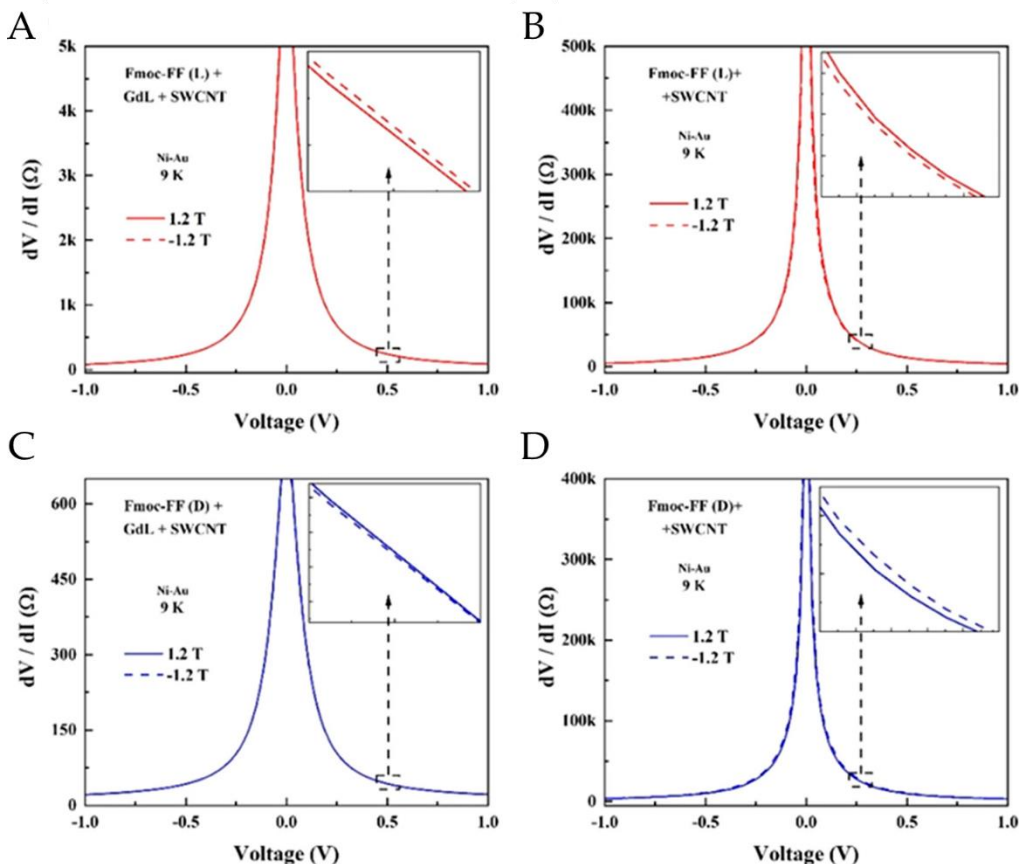 A
dV / dI (Ω)
5k
4k
3k
2k
1k
0
Fmoc-FF (L) +
GdL + SWCNT
Ni-Au
9 K
1.2 T
-1.2 T
-1.0 -0.5 0.0 0.5 1.0
Voltage (V)
B
dV / dI (Ω)
500k
400k
300k
200k
100k
0
Fmoc-FF (L)+
+SWCNT
Ni-Au
9 K
1.2 T
-1.2 T
-1.0 -0.5 0.0 0.5 1.0
Voltage (V)
C
dV / dI (Ω)
600
450
300
150
0
Fmoc-FF (D) +
GdL + SWCNT
Ni-Au
9 K
1.2 T
-1.2 T
-1.0 -0.5 0.0 0.5 1.0
Voltage (V)
D
dV / dI (Ω)
400k
300k
200k
100k
0
Fmoc-FF (D)+
+SWCNT
Ni-Au
9 K
1.2 T
-1.2 T
-1.0 -0.5 0.0 0.5 1.0
Voltage (V)